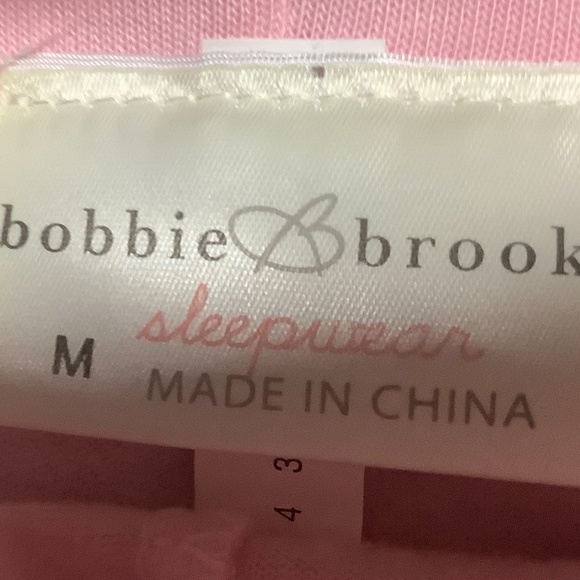 bobbie B brook
sleepwear
M
MADE IN CHINA
3
4